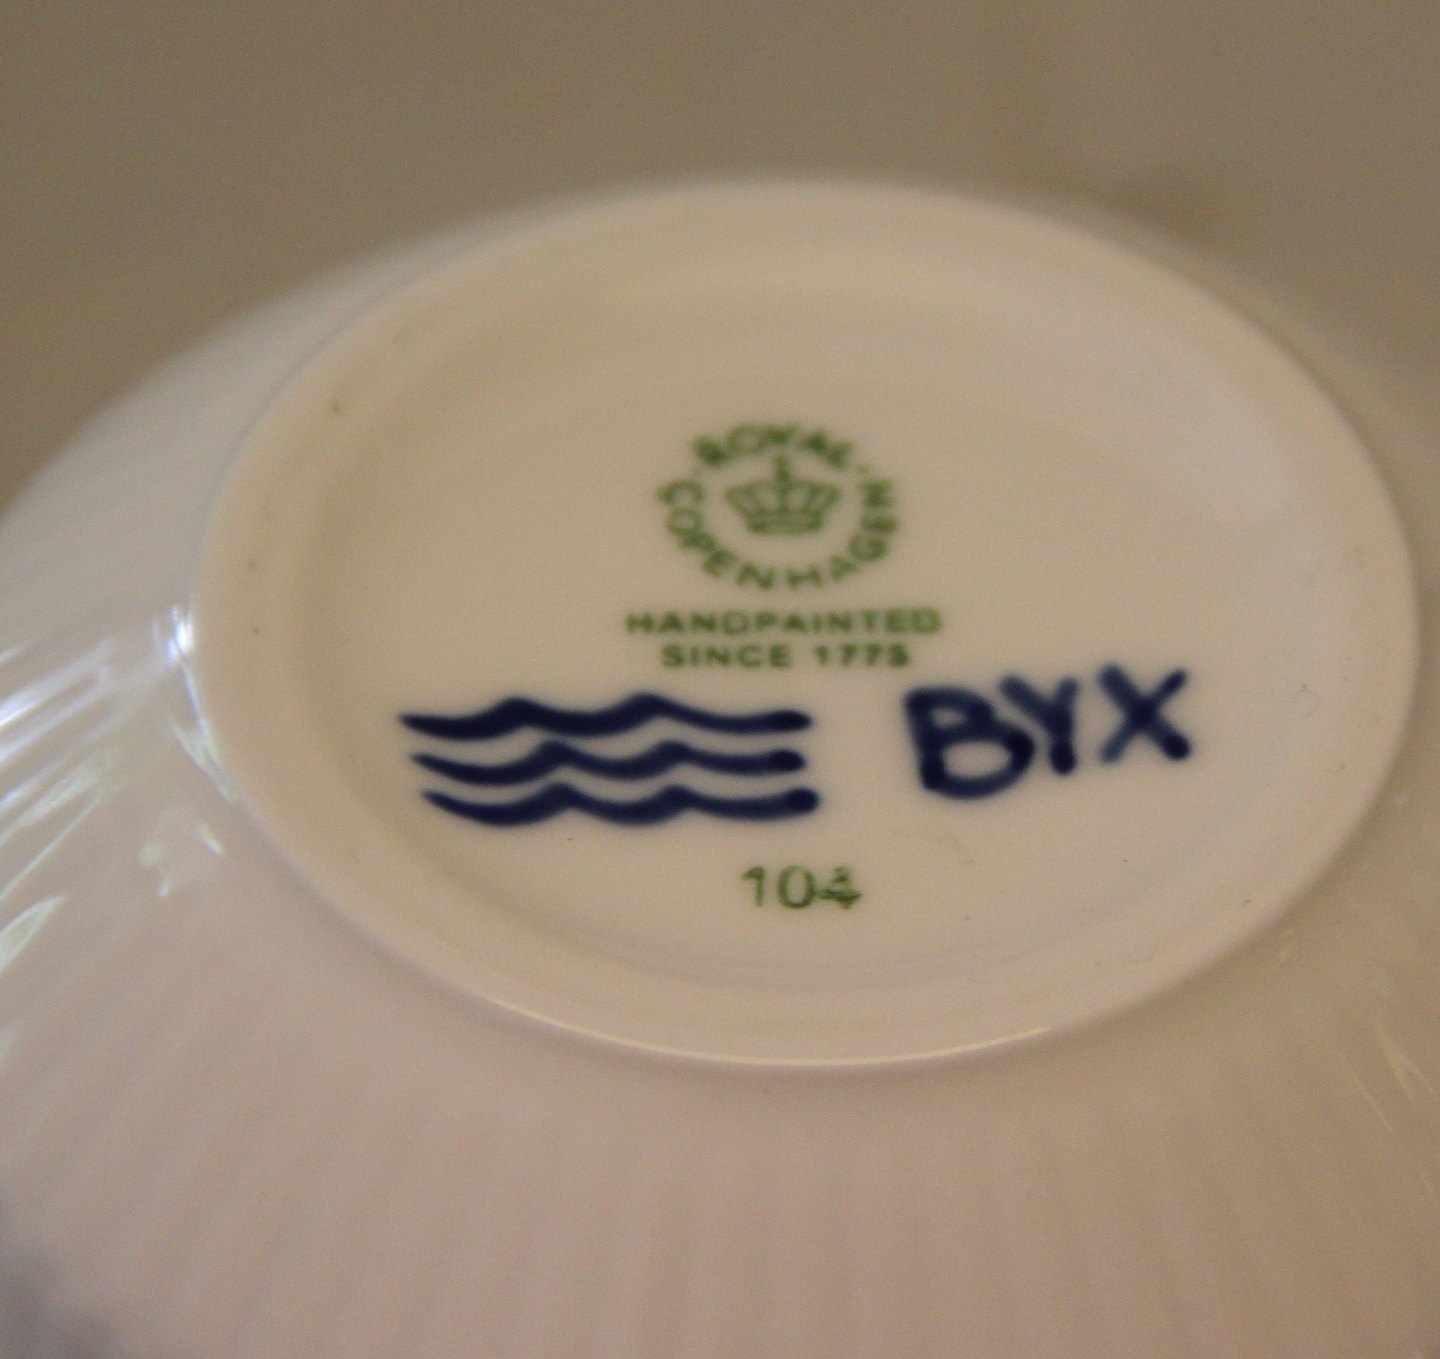 ROYAL
COPENHAGEN
HANDPAINTED
SINCE 1775
BYX
104